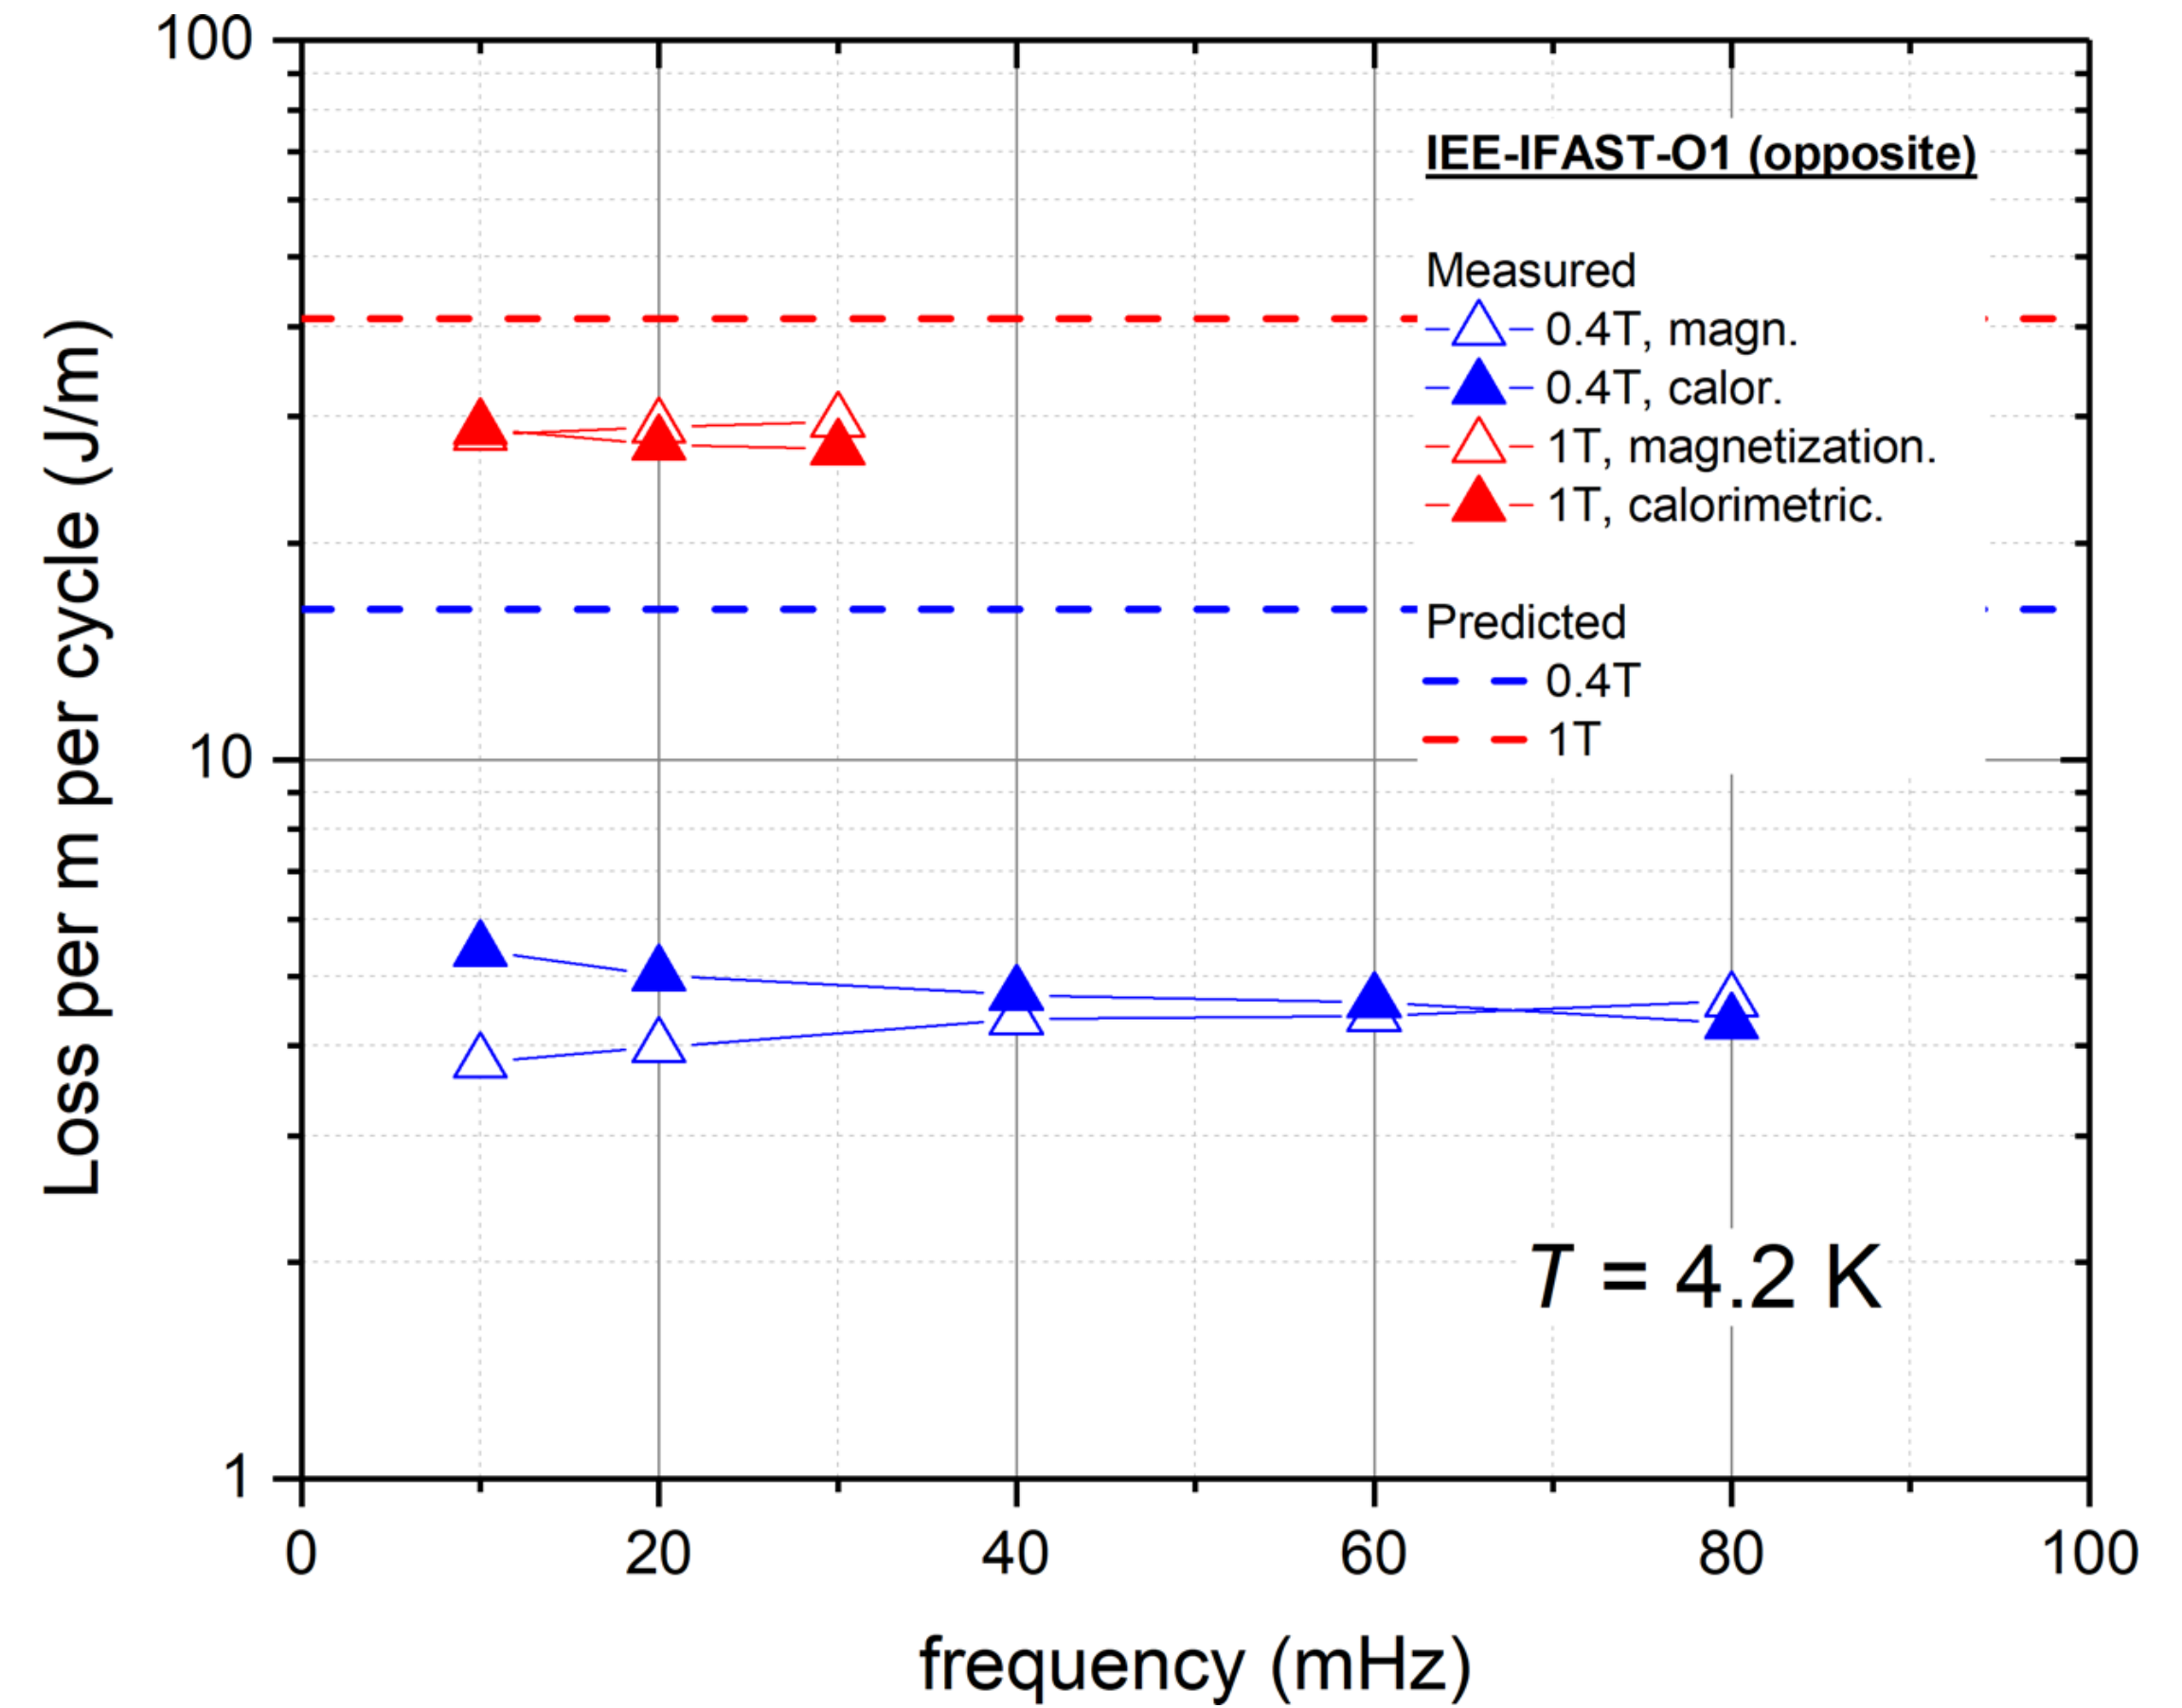 Loss per m per cycle (J/m)
100
10
1
IEE-IFAST-O1 (opposite)
Measured
0.4T, magn.
0.4T, calor.
1T, magnetization.
1T, calorimetric.
Predicted
0.4T
1T
T = 4.2 K
0 20 40 60 80 100
frequency (mHz)